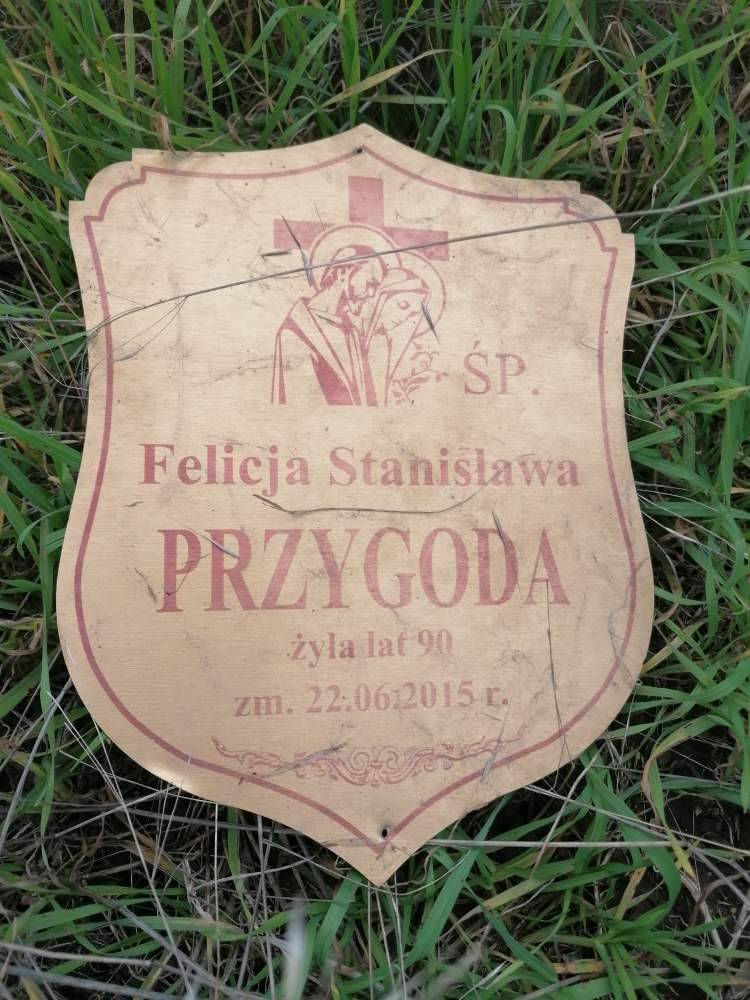 ŚP.
Felicja Stanisława
PRZYGODA
żyła lat 90
zm. 22.06.2015 r.